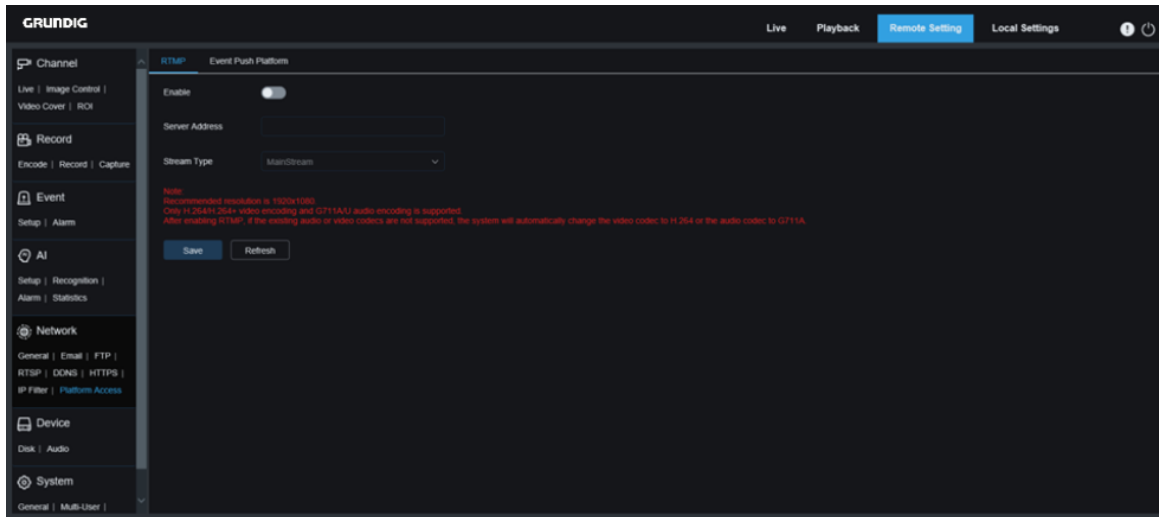 GRUNDIG
Live Playback Remote Setting Local Settings
Channel
Live | Image Control |
Video Cover | ROI
Record
Encode | Record | Capture
Event
Setup | Alarm
AI
Setup | Recognition |
Alarm | Statistics
Network
General | Email | FTP |
RTSP | DDNS | HTTPS |
IP Filter | Platform Access
Device
Disk | Audio
System
General | Multi-User |
RTMP Event Push Platform
Enable
Server Address
Stream Type MainStream
Note:
Recommended resolution is 1920x1080
Only H.264/H.264+ video encoding and G711A/U audio encoding is supported.
After enabling RTMP, if the existing audio or video codecs are not supported, the system will automatically change the video codec to H.264 or the audio codec to G711A.
Save Refresh